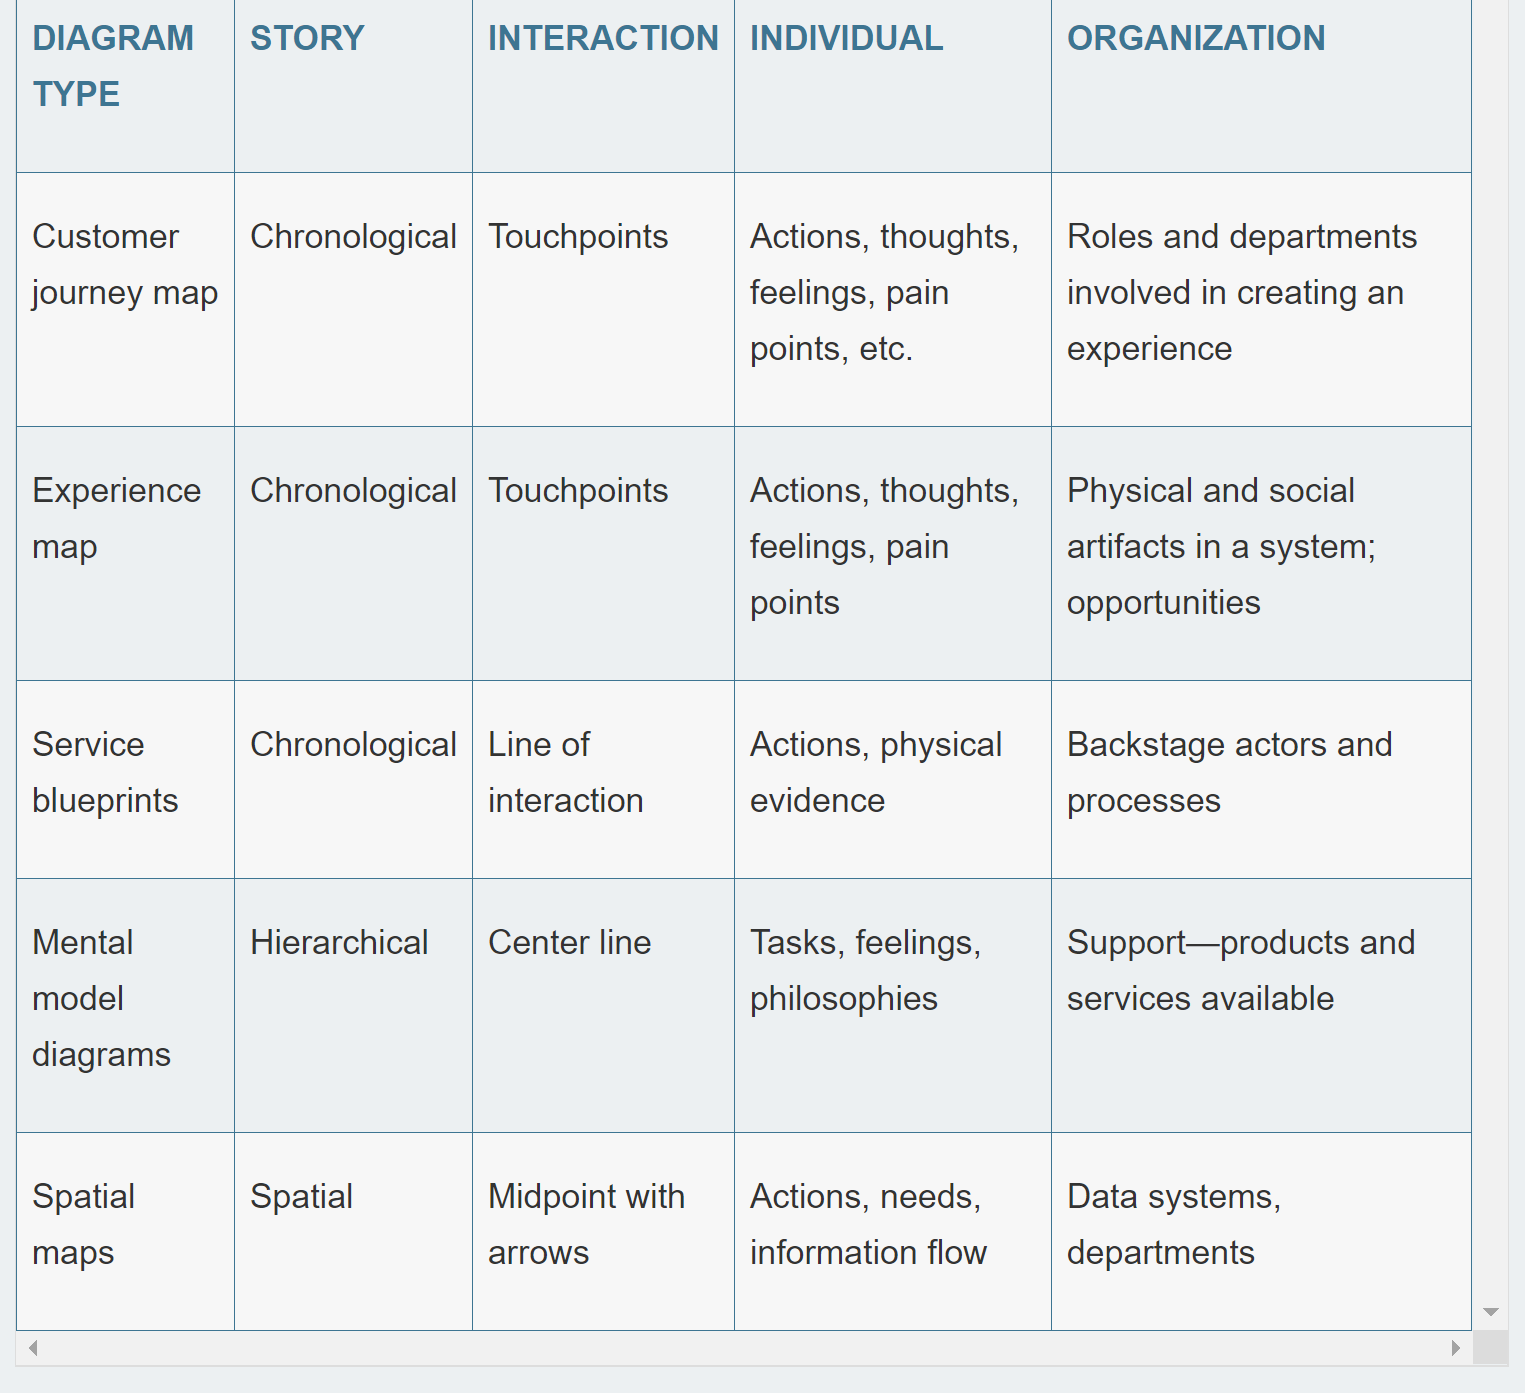 DIAGRAM TYPE STORY INTERACTION INDIVIDUAL ORGANIZATION
Customer journey map Chronological Touchpoints Actions, thoughts, feelings, pain points, etc. Roles and departments involved in creating an experience
Experience map Chronological Touchpoints Actions, thoughts, feelings, pain points Physical and social artifacts in a system; opportunities
Service blueprints Chronological Line of interaction Actions, physical evidence Backstage actors and processes
Mental model diagrams Hierarchical Center line Tasks, feelings, philosophies Support—products and services available
Spatial maps Spatial Midpoint with arrows Actions, needs, information flow Data systems, departments